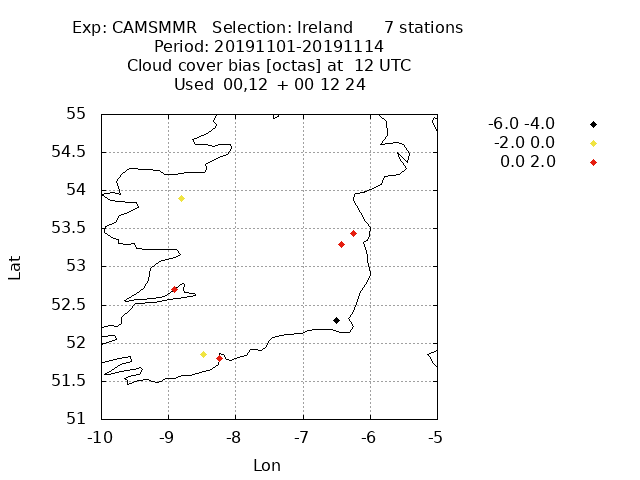 Exp: CAMSMMR   Selection: Ireland      7 stations
Period: 20191101-20191114
Cloud cover bias [octas] at  12 UTC
Used  00,12  + 00 12 24
-6.0 -4.0
-2.0 0.0
0.0 2.0
Lat
55
54.5
54
53.5
53
52.5
52
51.5
51
-10 -9 -8 -7 -6 -5
Lon